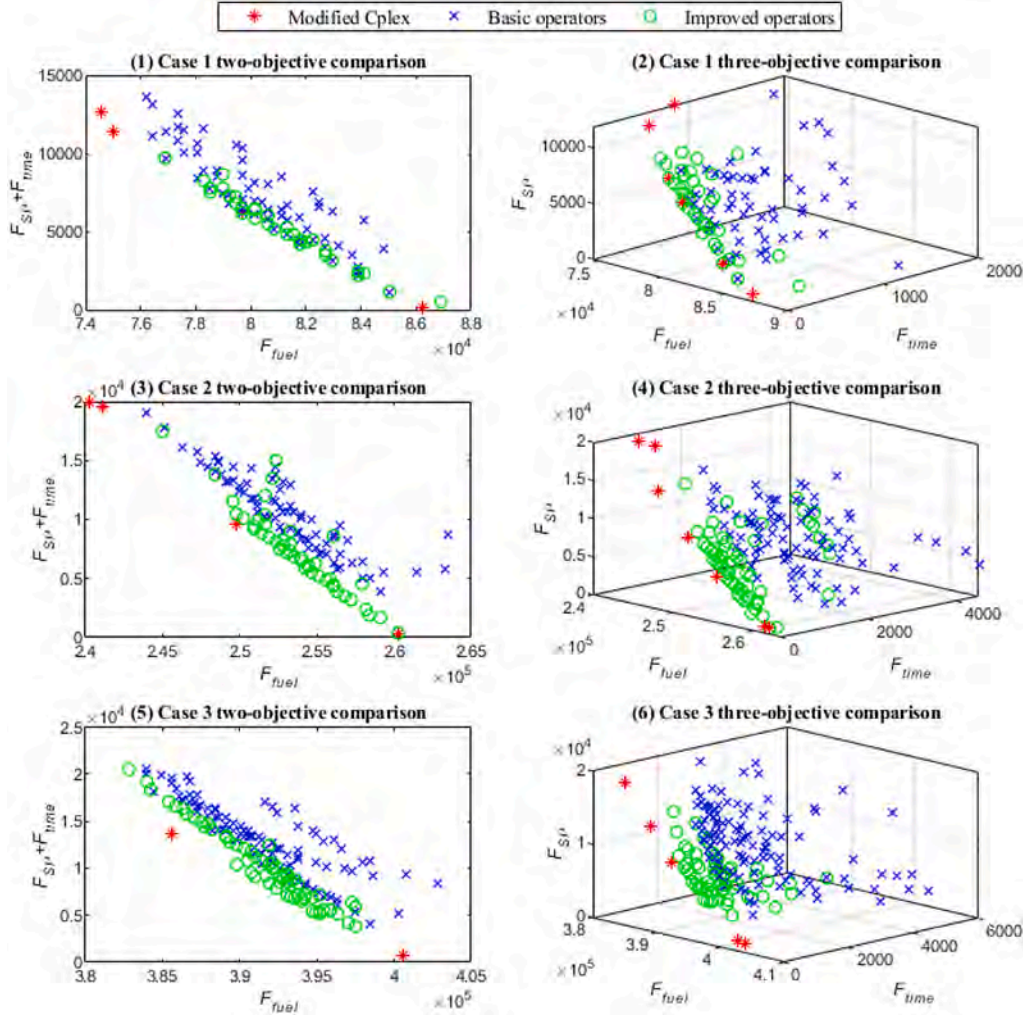 Modified Cplex Basic operators Improved operators
(1) Case 1 two-objective comparison
15000
10000
5000
0
F_SP+F_time
7.4 7.6 7.8 8 8.2 8.4 8.6 8.8
F_fuel ×10^4
(2) Case 1 three-objective comparison
10000
5000
0
F_SP
7.5 8 8.5 9
×10^4
F_fuel
0 1000 2000
F_time
(3) Case 2 two-objective comparison
×10^4
2
1.5
1
0.5
0
F_SP+F_time
2.4 2.45 2.5 2.55 2.6 2.65
F_fuel ×10^5
(4) Case 2 three-objective comparison
×10^4
2
1.5
1
0.5
0
F_SP
2.4 2.5 2.6
×10^5
F_fuel
0 2000 4000
F_time
(5) Case 3 two-objective comparison
×10^4
2.5
2
1.5
1
0.5
0
F_SP+F_time
3.8 3.85 3.9 3.95 4 4.05
F_fuel ×10^5
(6) Case 3 three-objective comparison
×10^4
2
1
0
F_SP
3.8 3.9 4 4.1
×10^5
F_fuel
0 2000 4000 6000
F_time